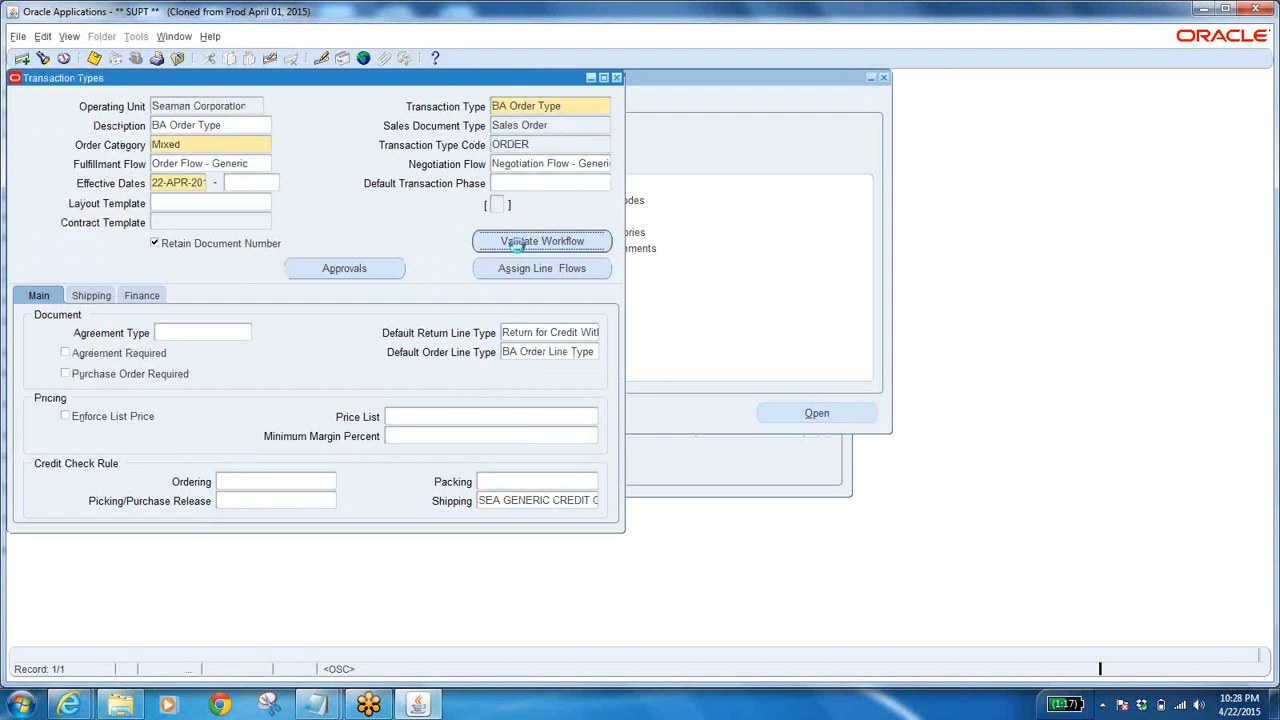 Oracle Applications - ** SUPT ** (Cloned from Prod April 01, 2015)
File Edit View Folder Tools Window Help
ORACLE
Transaction Types
Operating Unit Seaman Corporation Transaction Type BA Order Type
Description BA Order Type Sales Document Type Sales Order
Order Category Mixed Transaction Type Code ORDER
Fulfillment Flow Order Flow - Generic Negotiation Flow Negotiation Flow - Generi
Effective Dates 22-APR-201 - Default Transaction Phase
Layout Template [ ]
Contract Template
Retain Document Number Validate Workflow
Approvals Assign Line Flows
Main Shipping Finance
Document
Agreement Type Default Return Line Type Return for Credit Wit
Agreement Required Default Order Line Type BA Order Line Type
Purchase Order Required
Pricing
Enforce List Price Price List
Minimum Margin Percent
Credit Check Rule
Ordering Packing
Picking/Purchase Release Shipping SEA GENERIC CREDIT C
odes
ories
ments
Open
Record: 1/1 ... <OSC>
(1:17) 10:28 PM
4/22/2015